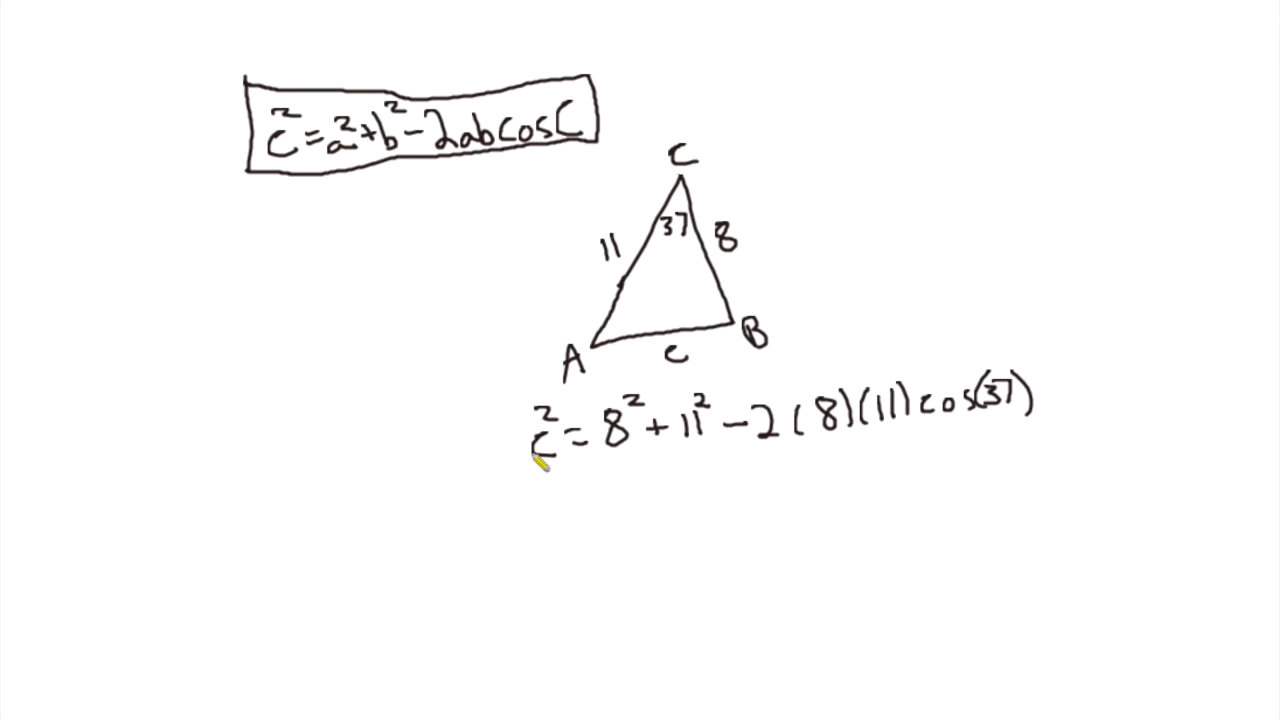 c² = a² + b² - 2ab cos C
C
37
11
8
A
B
c
c² = 8² + 11² - 2(8)(11) cos(37)